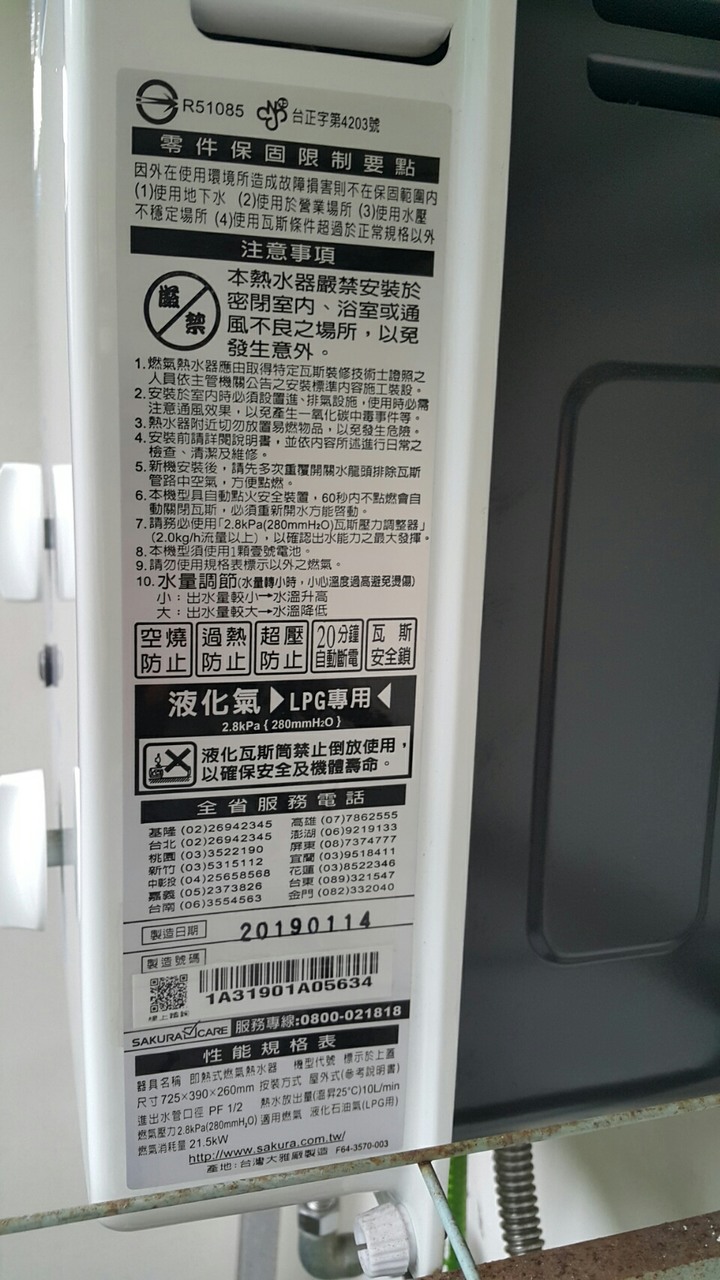 R51085 台正字第4203號
零件保固限制要點
因外在使用環境所造成故障損害則不在保固範圍內
(1)使用地下水 (2)使用於營業場所 (3)使用水壓
不穩定場所 (4)使用瓦斯條件超過於正常規格以外
注意事項
嚴禁
本熱水器嚴禁安裝於
密閉室內、浴室或通
風不良之場所,以免
發生意外。
1.燃氣熱水器應由取得特定瓦斯裝修技術士證照之
人員依主管機關公告之安裝標準內容施工裝設。
2.安裝於室內時必須設置進、排氣設施,使用時必需
注意通風效果,以免產生一氧化碳中毒事件等。
3.熱水器附近切勿放置易燃物品,以免發生危險。
4.安裝前請詳閱說明書,並依內容所述進行日常之
檢查、清潔及維修。
5.新機安裝後,請先多次重覆開關水龍頭排除瓦斯
管路中空氣,方便點燃。
6.本機型具自動點火安全裝置,60秒內不點燃會自
動關閉瓦斯,必須重新開水方能啓動。
7.請務必使用「2.8kPa(280mmH2O)瓦斯壓力調整器」
(2.0kg/h流量以上),以確認出水能力之最大發揮。
8.本機型須使用1顆壹號電池。
9.請勿使用規格表標示以外之燃氣。
10.水量調節(水量轉小時,小心溫度過高避免燙傷)
小:出水量較小→水溫升高
大:出水量較大→水溫降低
空燒防止 過熱防止 超壓防止 20分鐘自動斷電 瓦斯安全鎖
液化氣▶LPG專用◀
2.8kPa { 280mmH2O }
液化瓦斯筒禁止倒放使用,
以確保安全及機體壽命。
全省服務電話
基隆 (02)26942345 高雄 (07)7862555
台北 (02)26942345 澎湖 (06)9219133
桃園 (03)3522190 屏東 (08)7374777
新竹 (03)5315112 宜蘭 (03)9518411
中彰投 (04)25658568 花蓮 (03)8522346
嘉義 (05)2373826 台東 (089)321547
台南 (06)3554563 金門 (082)332040
製造日期 20190114
製造號碼
1A31901A05634
線上購物
SAKURA CARE 服務專線:0800-021818
性能規格表
器具名稱 即熱式燃氣熱水器 機型代號 標示於上蓋
尺寸 725×390×260mm 按裝方式 屋外式(參考說明書)
進出水管口徑 PF 1/2 熱水放出量(溫昇25°C)10L/min
燃氣壓力 2.8kPa(280mmH2O) 適用燃氣 液化石油氣(LPG用)
燃氣消耗量 21.5kW
http://www.sakura.com.tw/
產地:台灣大雅廠製造 F64-3570-003